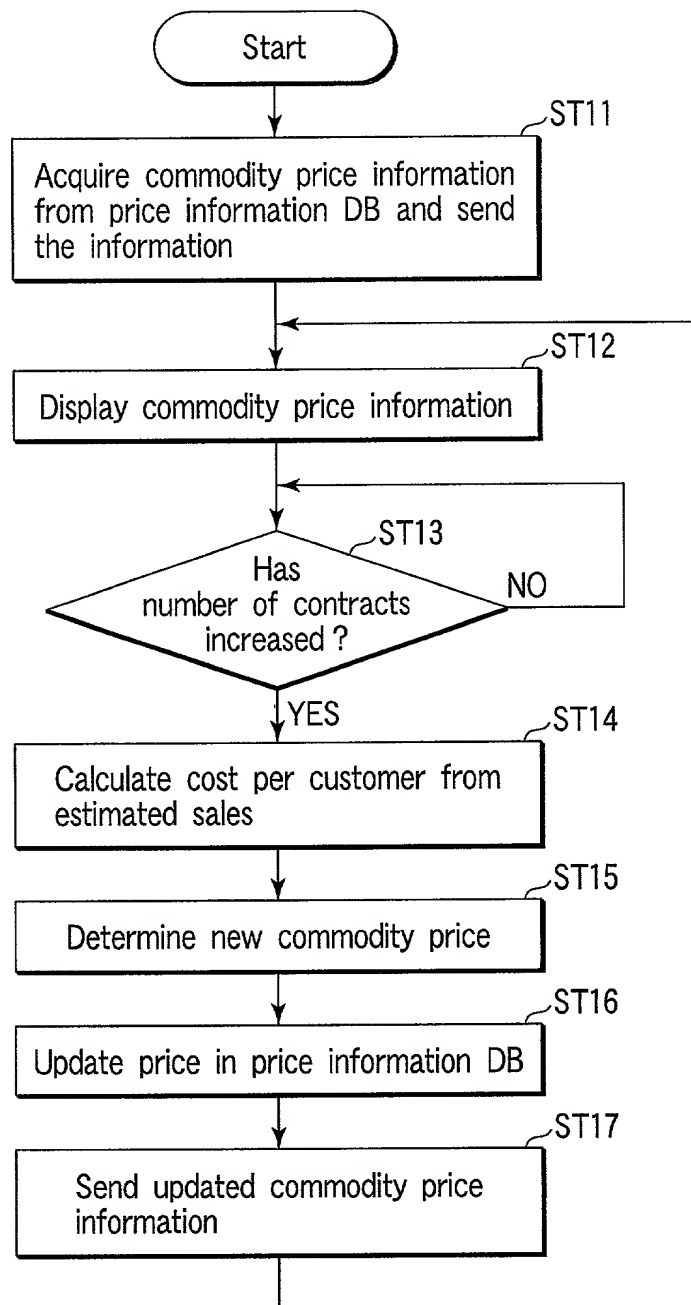 Start
ST11
Acquire commodity price information
from price information DB and send
the information
ST12
Display commodity price information
ST13
Has
number of contracts
increased ?
NO
YES
ST14
Calculate cost per customer from
estimated sales
ST15
Determine new commodity price
ST16
Update price in price information DB
ST17
Send updated commodity price
information